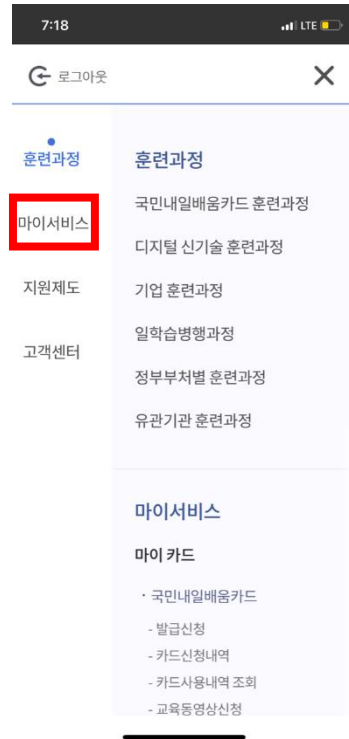 7:18 LTE
로그아웃
훈련과정
마이서비스
지원제도
고객센터
훈련과정
국민내일배움카드 훈련과정
디지털 신기술 훈련과정
기업 훈련과정
일학습병행과정
정부부처별 훈련과정
유관기관 훈련과정
마이서비스
마이 카드
· 국민내일배움카드
- 발급신청
- 카드신청내역
- 카드사용내역 조회
- 교육동영상신청